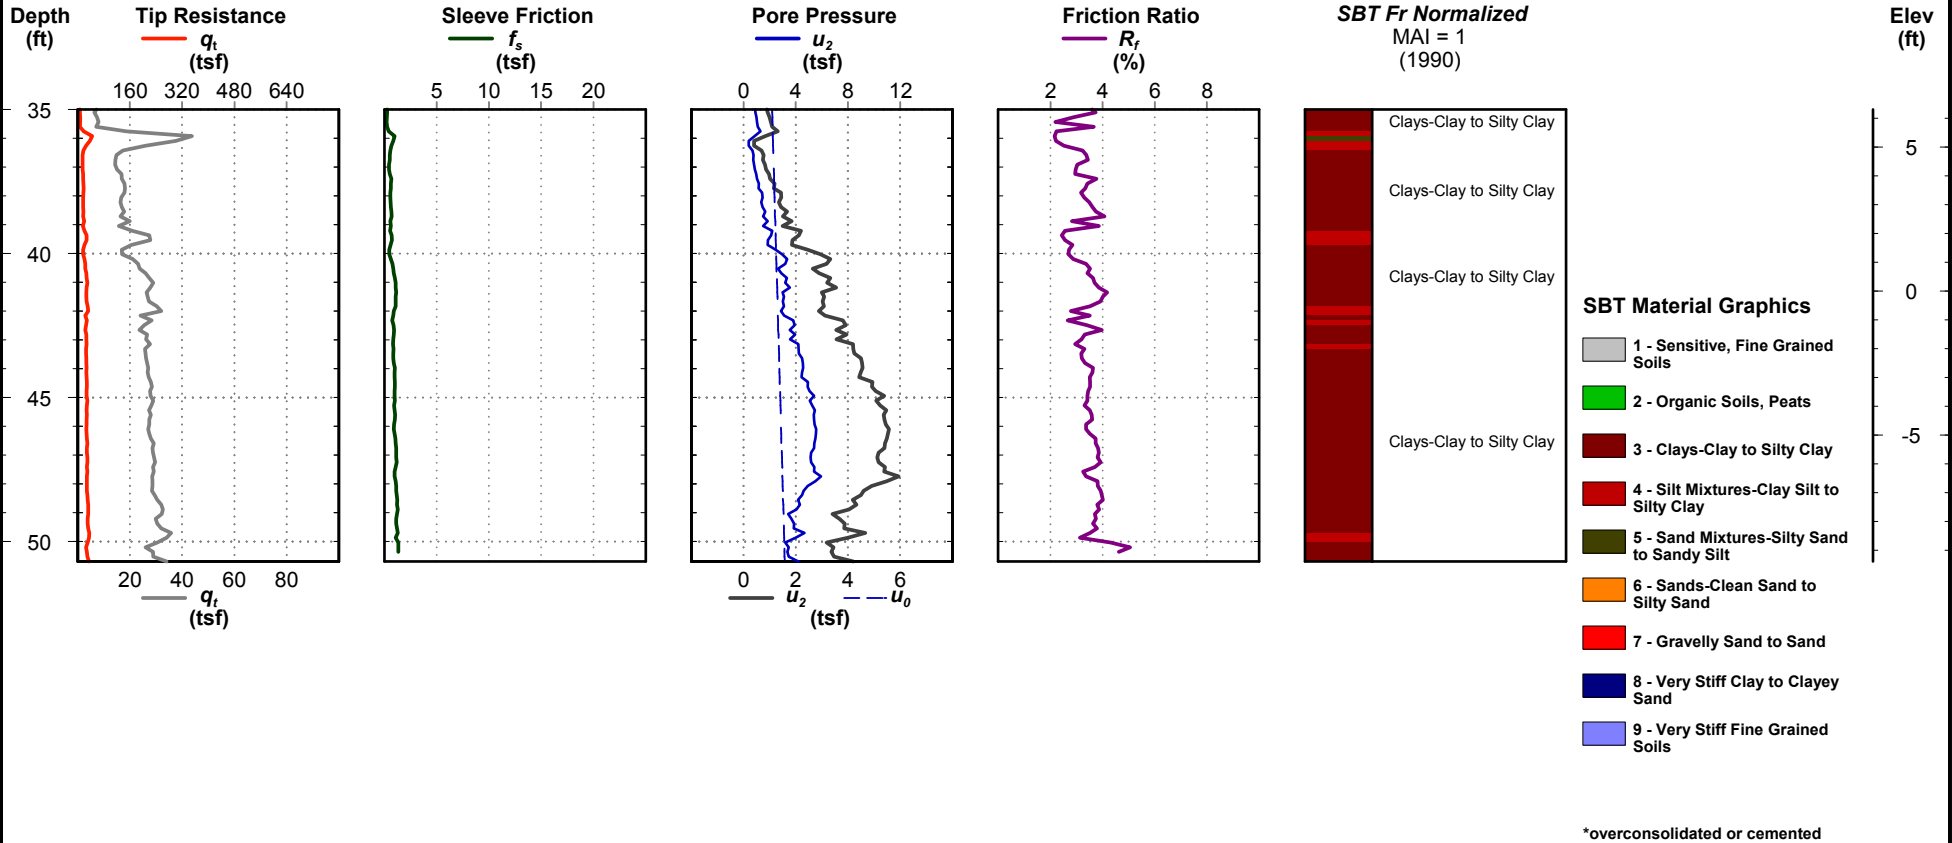 Depth
(ft)
Tip Resistance
qt
(tsf)
160 320 480 640
Sleeve Friction
fs
(tsf)
5 10 15 20
Pore Pressure
u2
(tsf)
0 4 8 12
Friction Ratio
Rf
(%)
2 4 6 8
SBT Fr Normalized
MAI = 1
(1990)
Elev
(ft)
35
40
45
50
20 40 60 80
qt
(tsf)
0 2 4 6
u2 u0
(tsf)
Clays-Clay to Silty Clay
Clays-Clay to Silty Clay
Clays-Clay to Silty Clay
Clays-Clay to Silty Clay
5
0
-5
SBT Material Graphics
1 - Sensitive, Fine Grained
Soils
2 - Organic Soils, Peats
3 - Clays-Clay to Silty Clay
4 - Silt Mixtures-Clay Silt to
Silty Clay
5 - Sand Mixtures-Silty Sand
to Sandy Silt
6 - Sands-Clean Sand to
Silty Sand
7 - Gravelly Sand to Sand
8 - Very Stiff Clay to Clayey
Sand
9 - Very Stiff Fine Grained
Soils
*overconsolidated or cemented